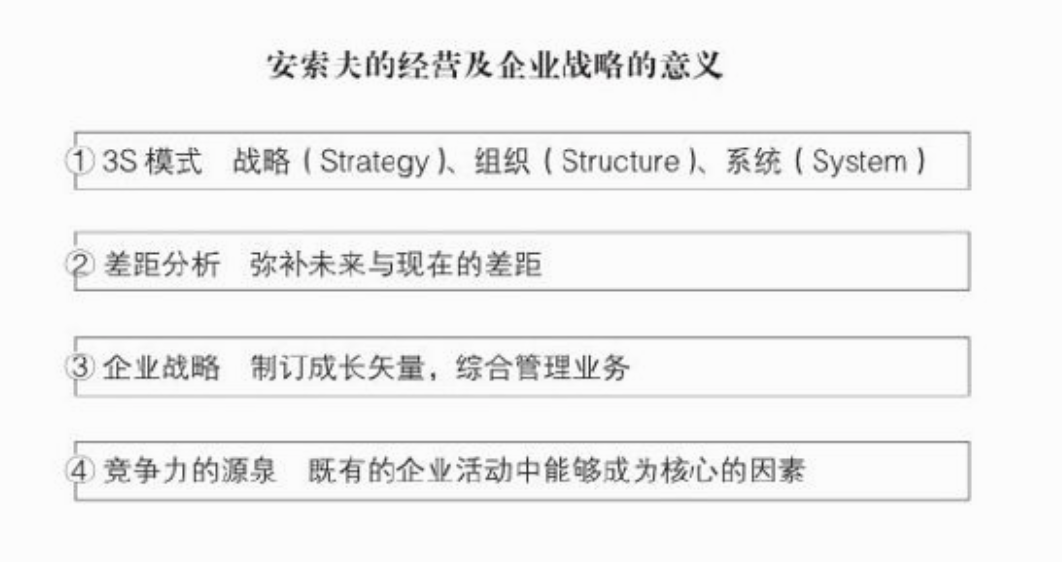 安索夫的经营及企业战略的意义
① 3S 模式 战略（Strategy）、组织（Structure）、系统（System）
② 差距分析 弥补未来与现在的差距
③ 企业战略 制订成长矢量，综合管理业务
④ 竞争力的源泉 既有的企业活动中能够成为核心的因素